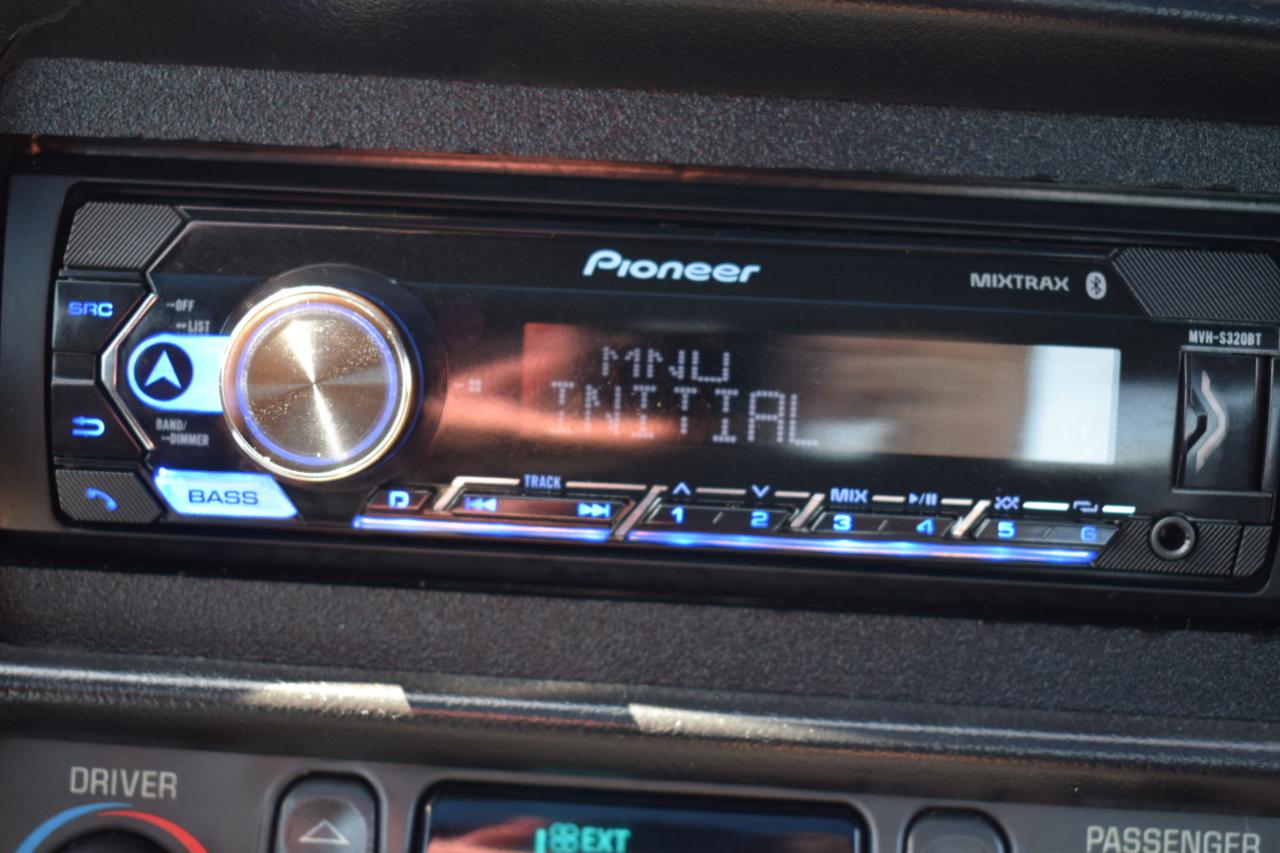 Pioneer
MIXTRAX
MVH-S320BT
SRC
OFF
LIST
MNU
INITIAL
BAND/
DIMMER
BASS
D
TRACK
MIX
1 / 2
3 / 4
5 / 6
DRIVER
EXT
PASSENGER